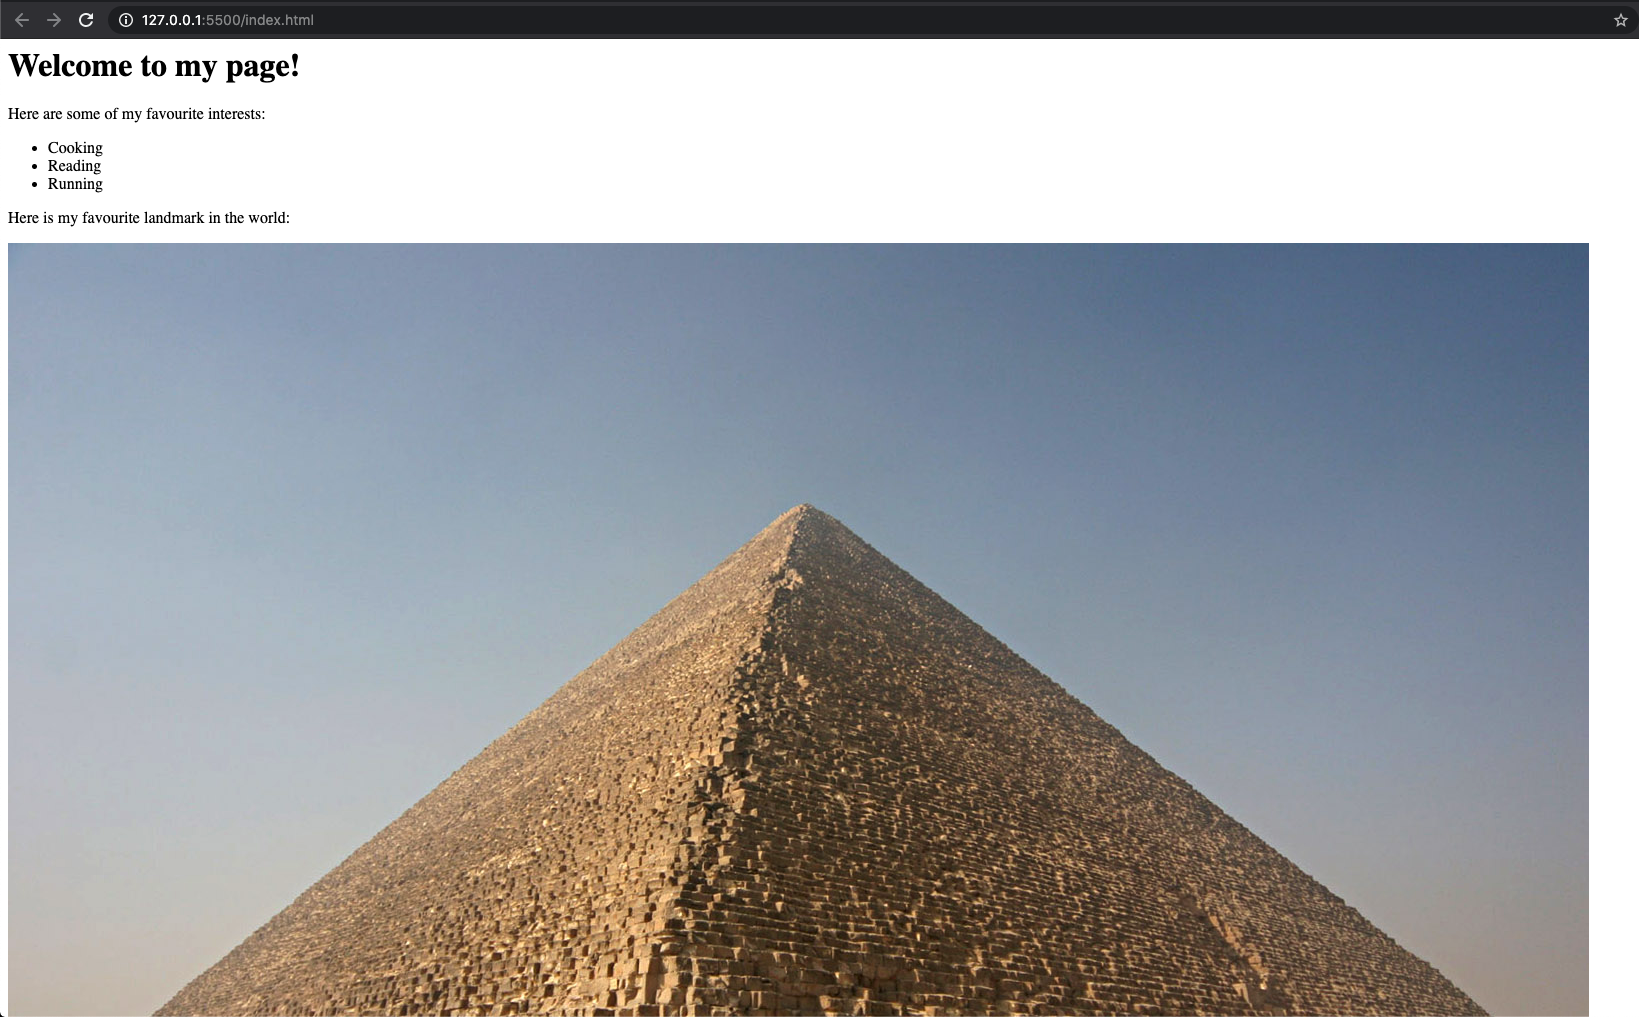 127.0.0.1:5500/index.html
Welcome to my page!
Here are some of my favourite interests:
• Cooking
• Reading
• Running
Here is my favourite landmark in the world: